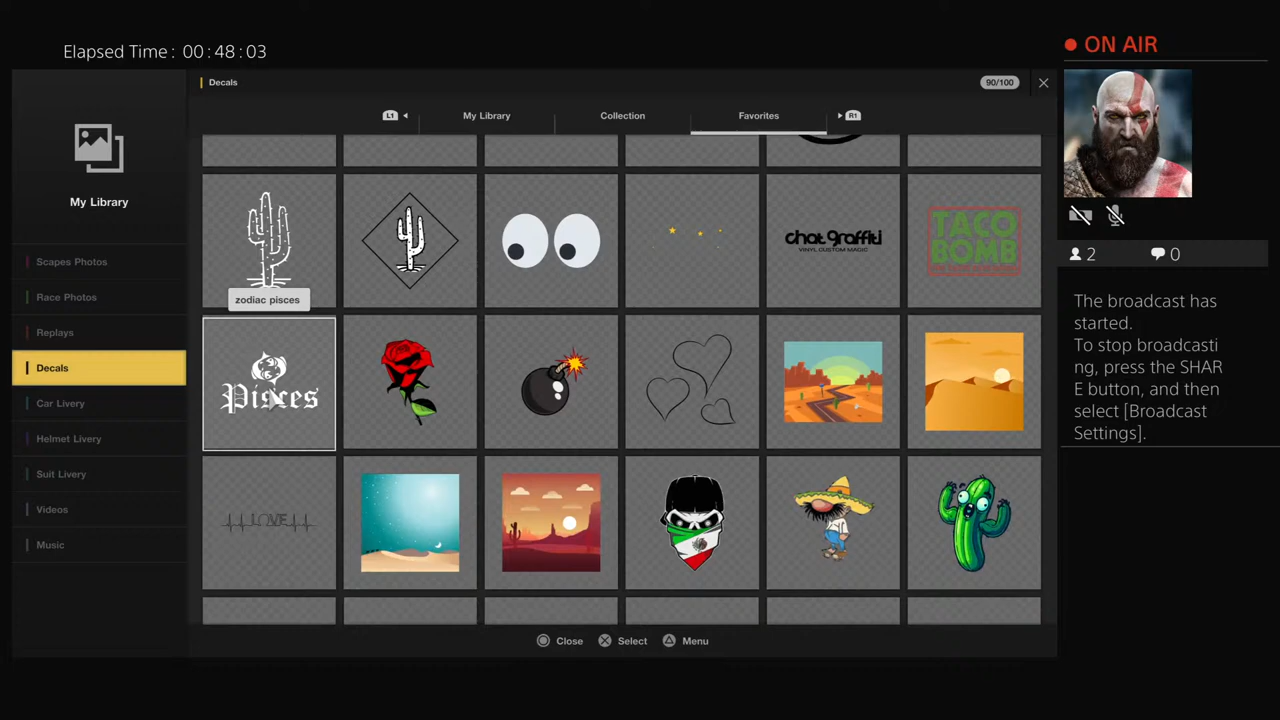 Elapsed Time : 00 : 48 : 03
ON AIR
Decals
90/100
L1
My Library
Collection
Favorites
R1
My Library
Scapes Photos
Race Photos
Replays
Decals
Car Livery
Helmet Livery
Suit Livery
Videos
Music
chat graffiti
VINYL CUSTOM MAGIC
TACO
BOMB
zodiac pisces
Pisces
LOVE
2
0
The broadcast has
started.
To stop broadcasti
ng, press the SHAR
E button, and then
select [Broadcast
Settings].
Close
Select
Menu